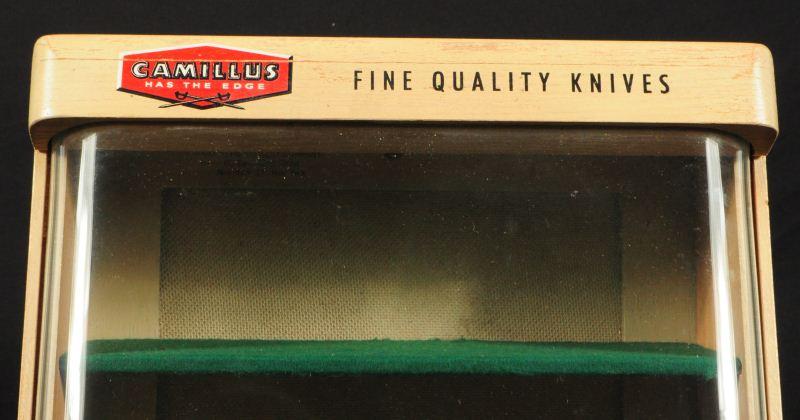 CAMILLUS
HAS THE EDGE
FINE QUALITY KNIVES